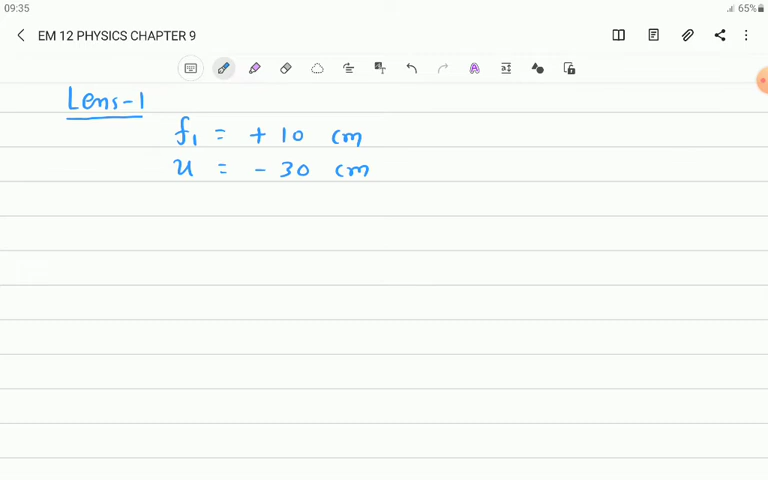 09:35 65%
EM 12 PHYSICS CHAPTER 9
Lens-1
f₁ = + 10 cm
u = - 30 cm